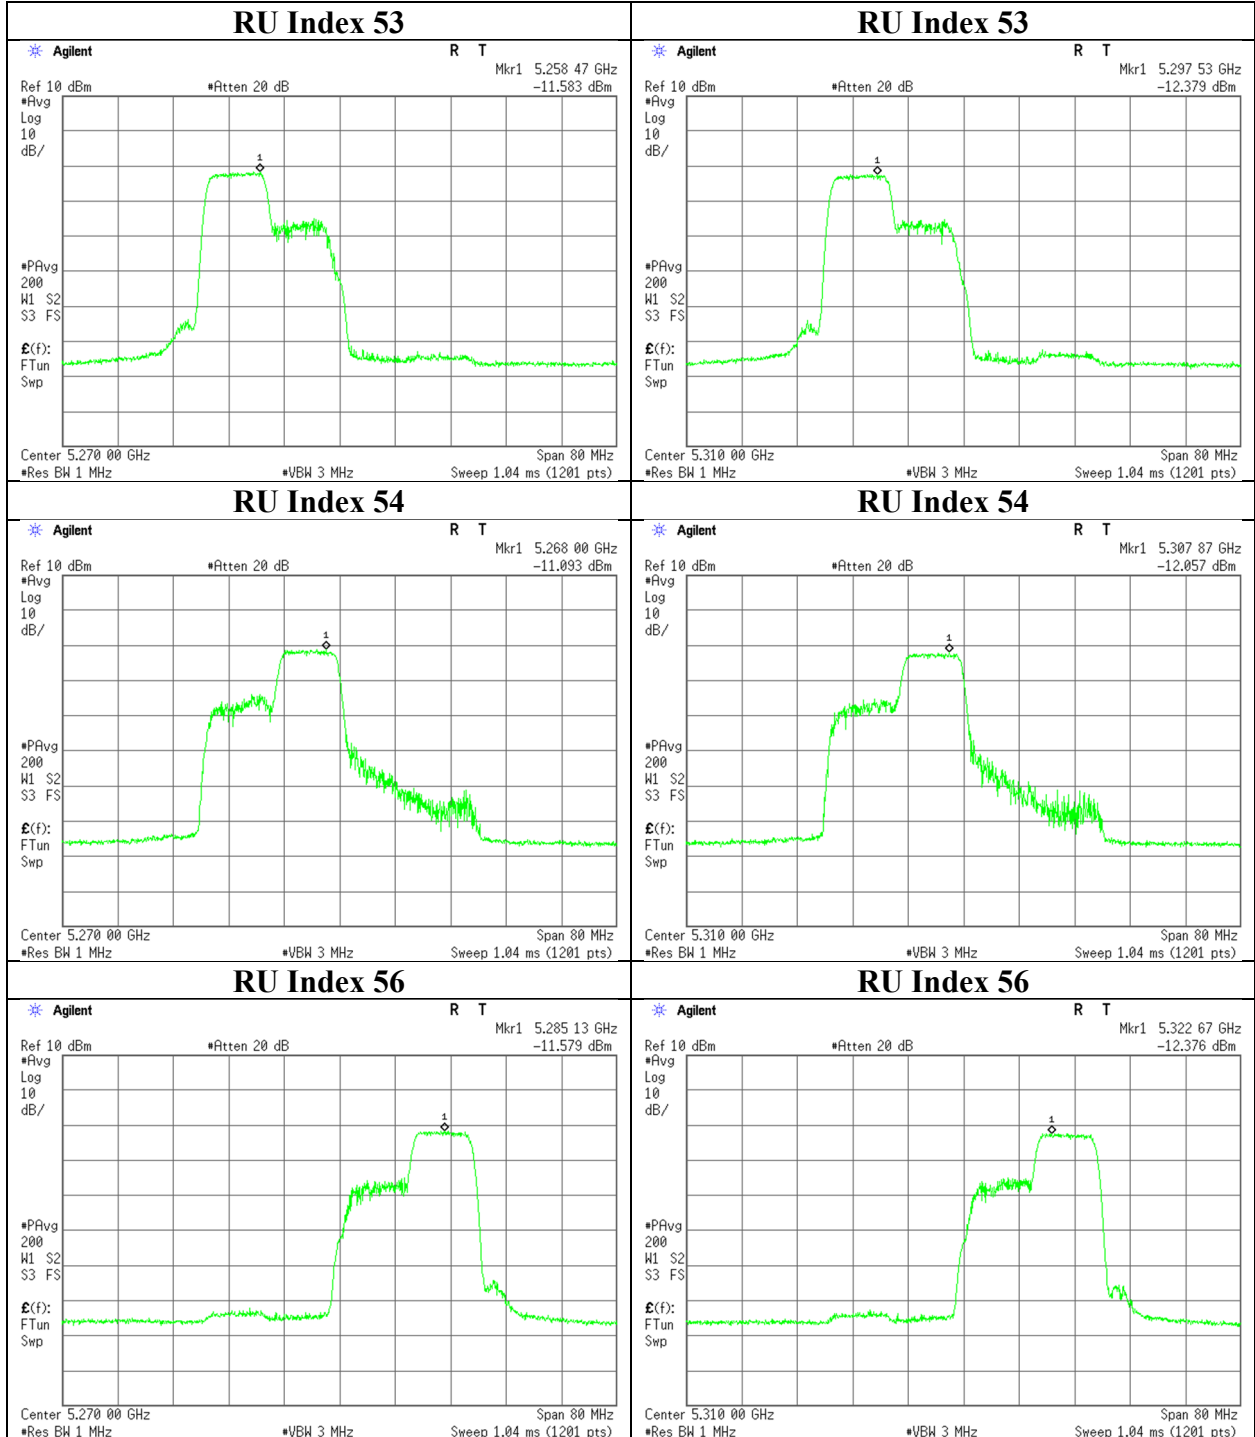 RU Index 53
RU Index 53
Agilent R T
Mkr1 5.258 47 GHz
Ref 10 dBm #Atten 20 dB -11.583 dBm
#Avg
Log
10
dB/
1
#PAvg
200
W1 S2
S3 FS
£(f):
FTun
Swp
Center 5.270 00 GHz Span 80 MHz
#Res BW 1 MHz #VBW 3 MHz Sweep 1.04 ms (1201 pts)
Agilent R T
Mkr1 5.297 53 GHz
Ref 10 dBm #Atten 20 dB -12.379 dBm
#Avg
Log
10
dB/
1
#PAvg
200
W1 S2
S3 FS
£(f):
FTun
Swp
Center 5.310 00 GHz Span 80 MHz
#Res BW 1 MHz #VBW 3 MHz Sweep 1.04 ms (1201 pts)
RU Index 54
RU Index 54
Agilent R T
Mkr1 5.268 00 GHz
Ref 10 dBm #Atten 20 dB -11.093 dBm
#Avg
Log
10
dB/
1
#PAvg
200
W1 S2
S3 FS
£(f):
FTun
Swp
Center 5.270 00 GHz Span 80 MHz
#Res BW 1 MHz #VBW 3 MHz Sweep 1.04 ms (1201 pts)
Agilent R T
Mkr1 5.307 87 GHz
Ref 10 dBm #Atten 20 dB -12.057 dBm
#Avg
Log
10
dB/
1
#PAvg
200
W1 S2
S3 FS
£(f):
FTun
Swp
Center 5.310 00 GHz Span 80 MHz
#Res BW 1 MHz #VBW 3 MHz Sweep 1.04 ms (1201 pts)
RU Index 56
RU Index 56
Agilent R T
Mkr1 5.285 13 GHz
Ref 10 dBm #Atten 20 dB -11.579 dBm
#Avg
Log
10
dB/
1
#PAvg
200
W1 S2
S3 FS
£(f):
FTun
Swp
Center 5.270 00 GHz Span 80 MHz
#Res BW 1 MHz #VBW 3 MHz Sweep 1.04 ms (1201 pts)
Agilent R T
Mkr1 5.322 67 GHz
Ref 10 dBm #Atten 20 dB -12.376 dBm
#Avg
Log
10
dB/
1
#PAvg
200
W1 S2
S3 FS
£(f):
FTun
Swp
Center 5.310 00 GHz Span 80 MHz
#Res BW 1 MHz #VBW 3 MHz Sweep 1.04 ms (1201 pts)